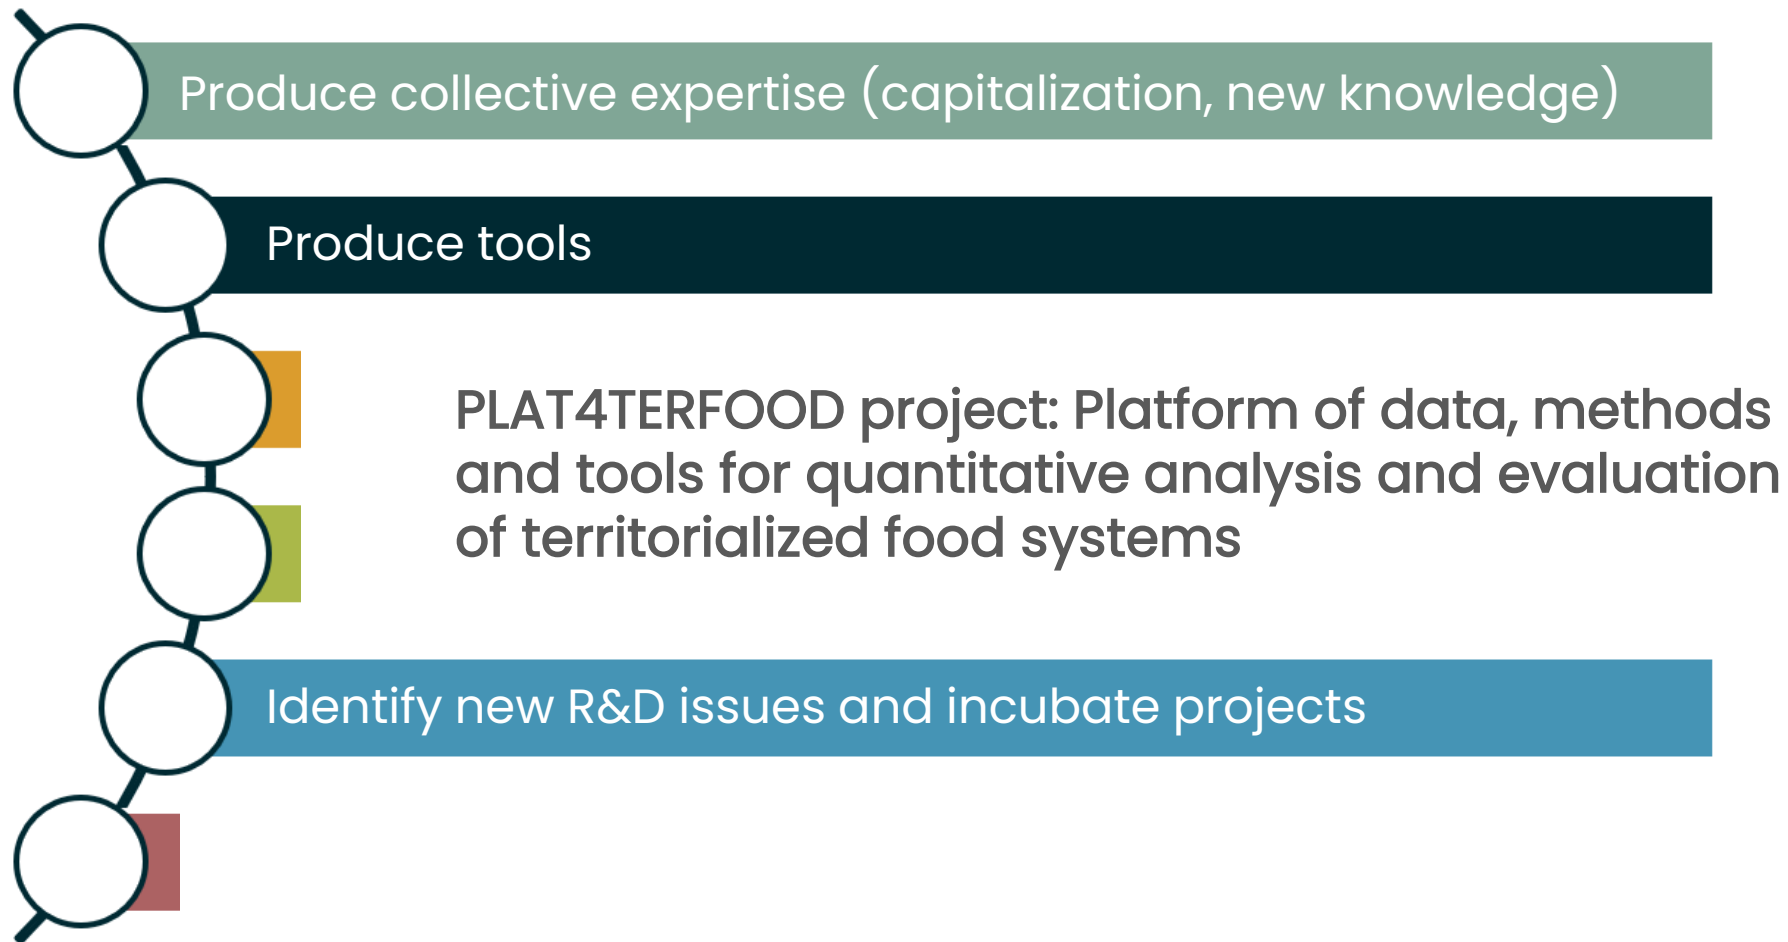 Produce collective expertise (capitalization, new knowledge)
Produce tools
PLAT4TERFOOD project: Platform of data, methods
and tools for quantitative analysis and evaluation
of territorialized food systems
Identify new R&D issues and incubate projects